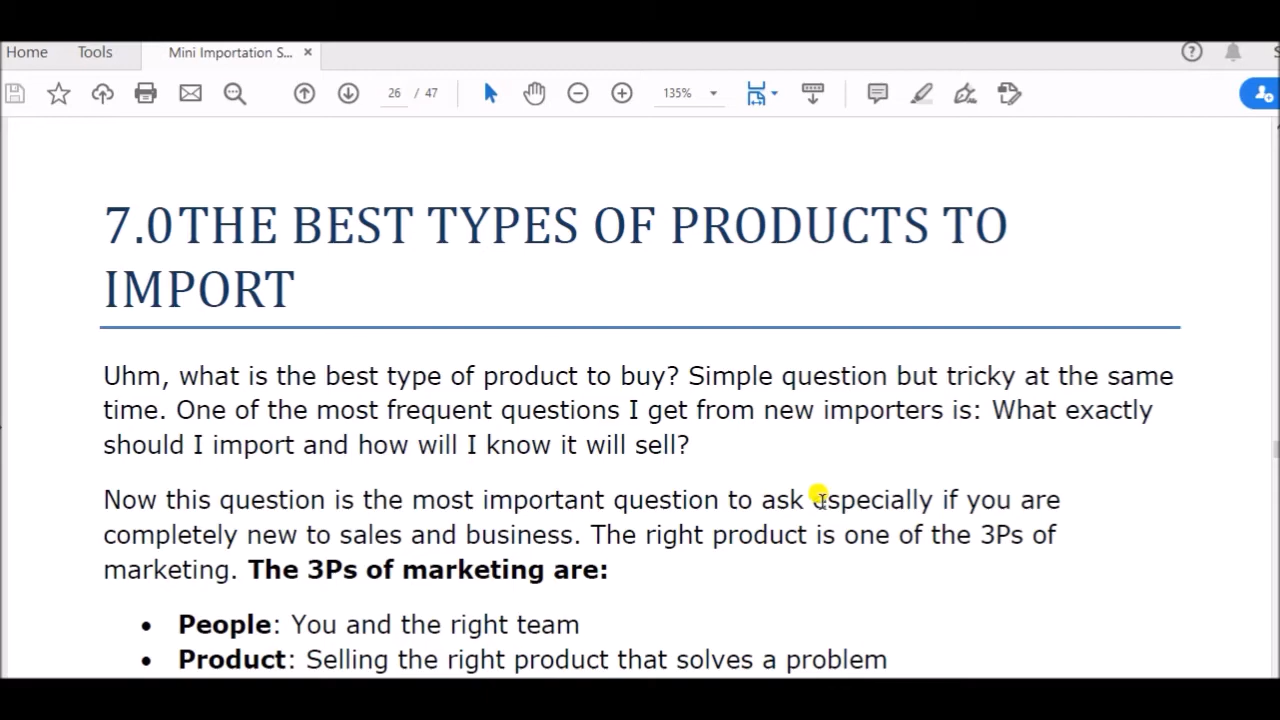 Home Tools Mini Importation S... ×
26 / 47 135%
7.0 THE BEST TYPES OF PRODUCTS TO
IMPORT
Uhm, what is the best type of product to buy? Simple question but tricky at the same
time. One of the most frequent questions I get from new importers is: What exactly
should I import and how will I know it will sell?
Now this question is the most important question to ask especially if you are
completely new to sales and business. The right product is one of the 3Ps of
marketing. The 3Ps of marketing are:
• People: You and the right team
• Product: Selling the right product that solves a problem